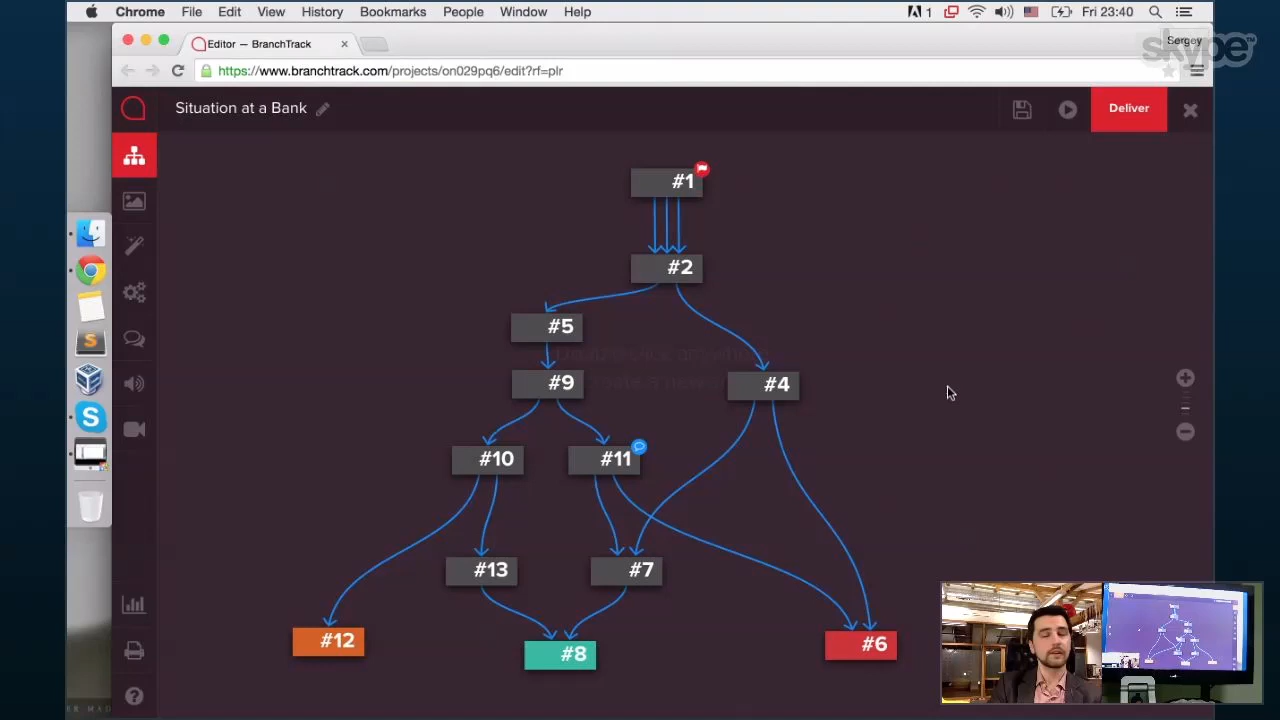 Chrome File Edit View History Bookmarks People Window Help 1 Fri 23:40
Editor — BranchTrack
Sergey
skype™
https://www.branchtrack.com/projects/on029pq6/edit?rf=plr
Situation at a Bank
Deliver
#1
#2
#5
#9
#4
#10
#11
#13
#7
#12
#8
#6